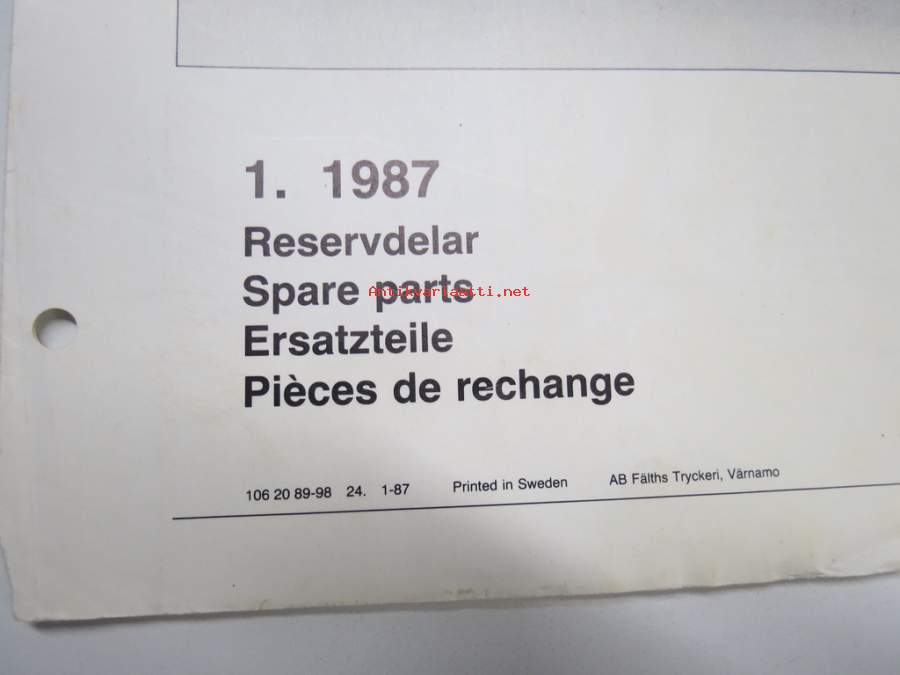 1. 1987
Reservdelar
Spare parts
Antikvariaatti.net
Ersatzteile
Pièces de rechange
106 20 89-98 24. 1-87 Printed in Sweden AB Fälths Tryckeri, Värnamo